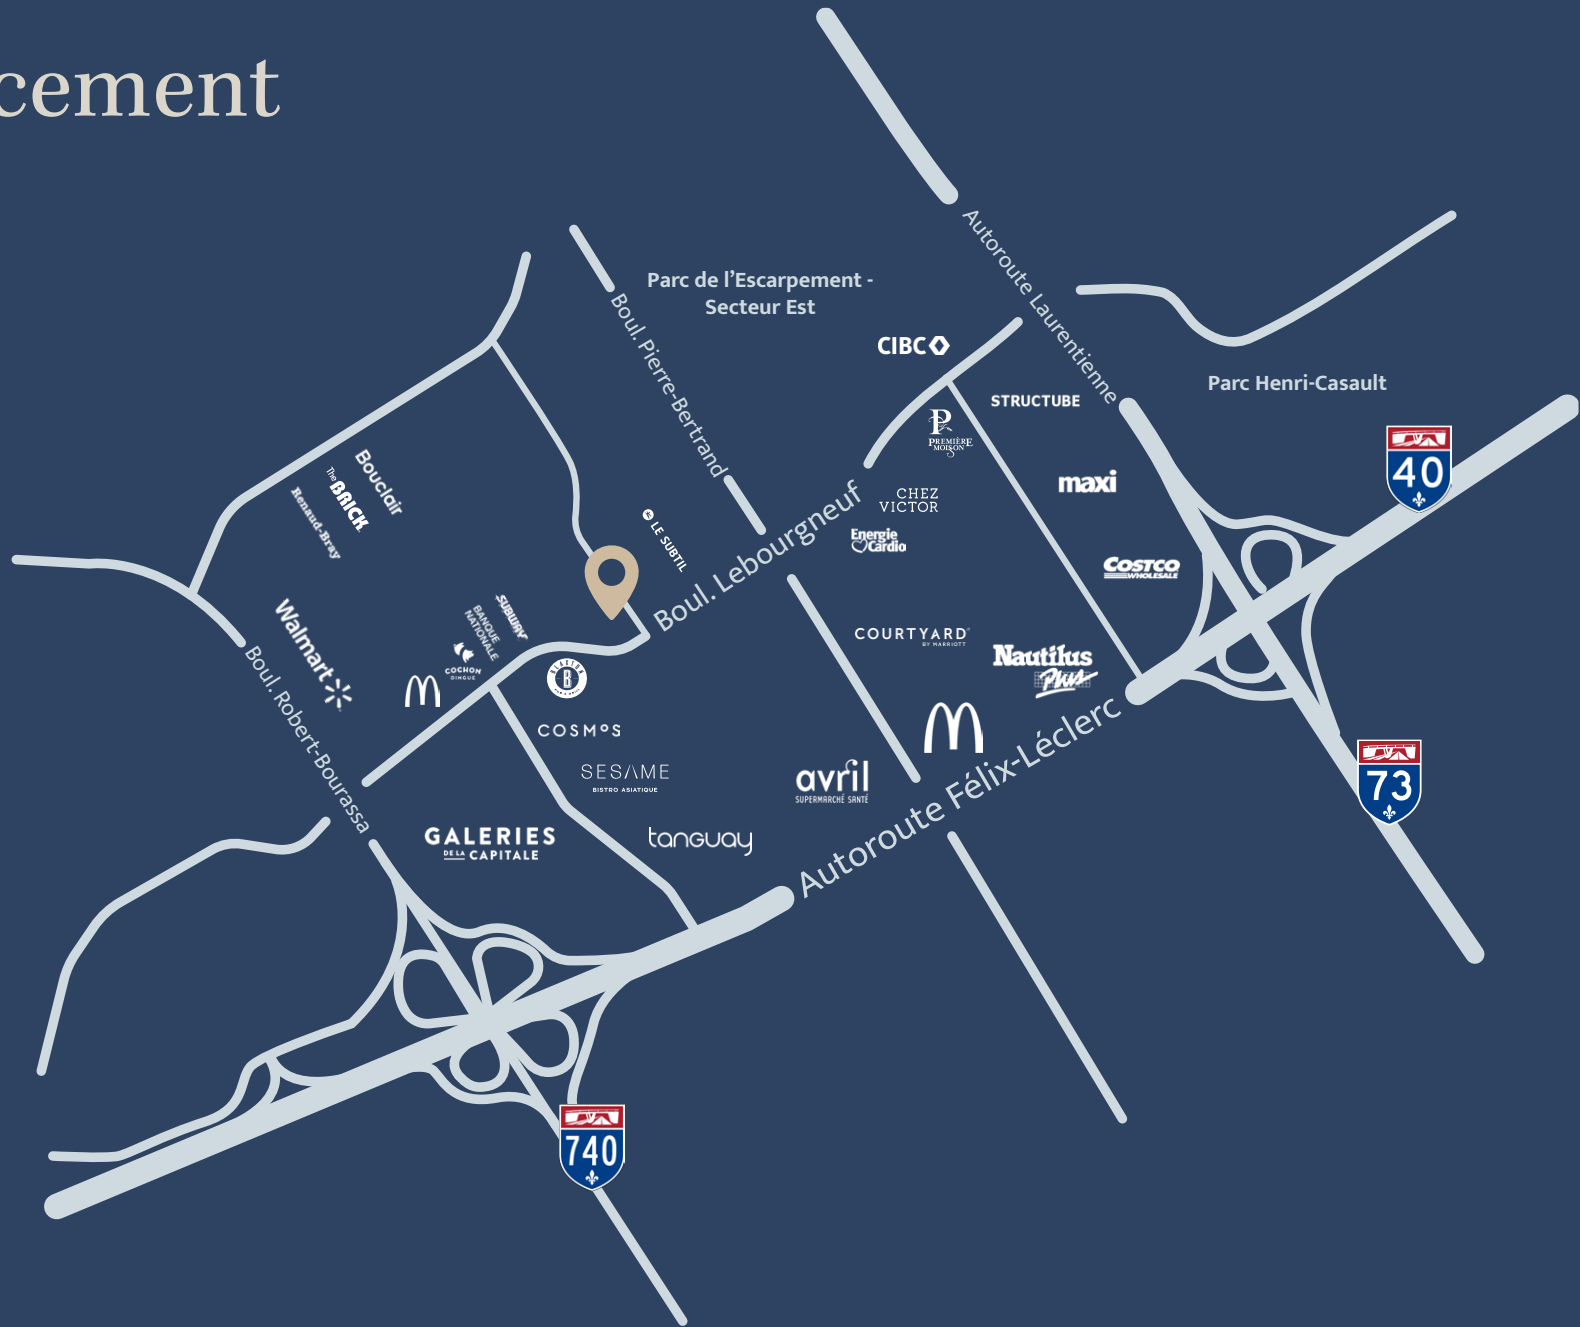 cement
Autoroute Laurentienne
Parc de l’Escarpement -
Secteur Est
Boul. Pierre-Bertrand
CIBC
Parc Henri-Casault
STRUCTUBE
P
PREMIÈRE
MOISON
40
Bouclair
The
BRICK
Renaud-Bray
maxi
CHEZ
VICTOR
Energie
Cardio
LE SUBTIL
Boul. Lebourgneuf
COSTCO
WHOLESALE
Walmart
SUBWAY
BANQUE
NATIONALE
COCHON
DINGUE
COURTYARD
BY MARRIOTT
Nautilus
Plus
Boul. Robert-Bourassa
B
COSMOS
SESAME
BISTRO ASIATIQUE
avril
SUPERMARCHÉ SANTÉ
73
Autoroute Félix-Léclerc
GALERIES
DE LA CAPITALE
tanguay
740